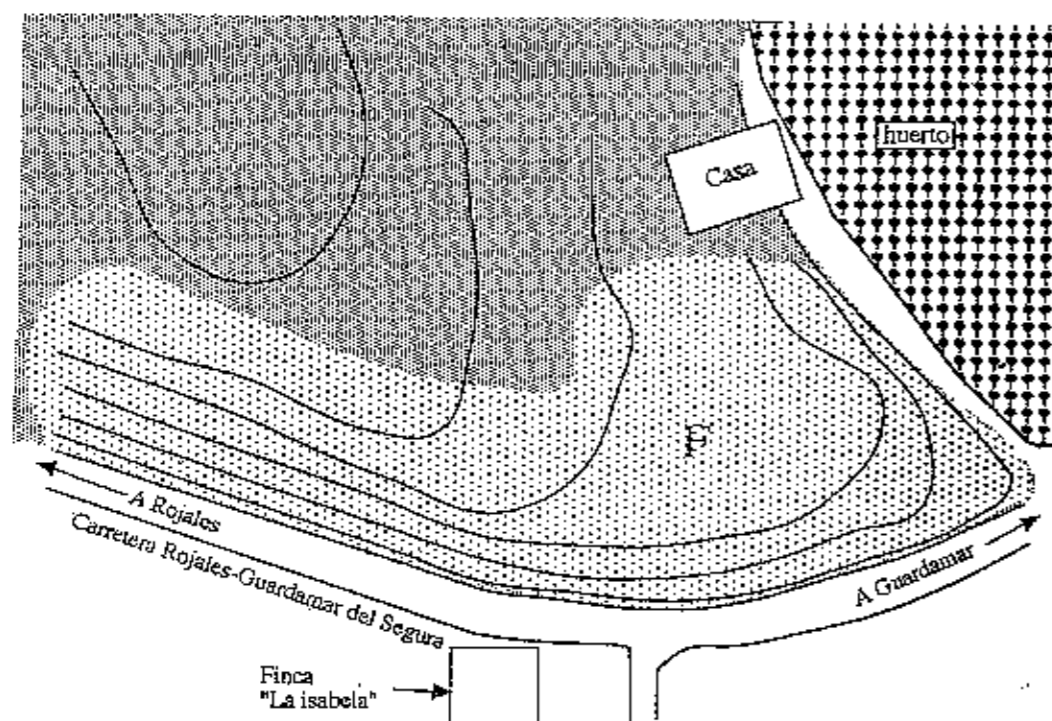 huerto
Casa
F
A Rojales
Carretera Rojales-Guardamar del Segura
A Guardamar
Finca
"La isabela"